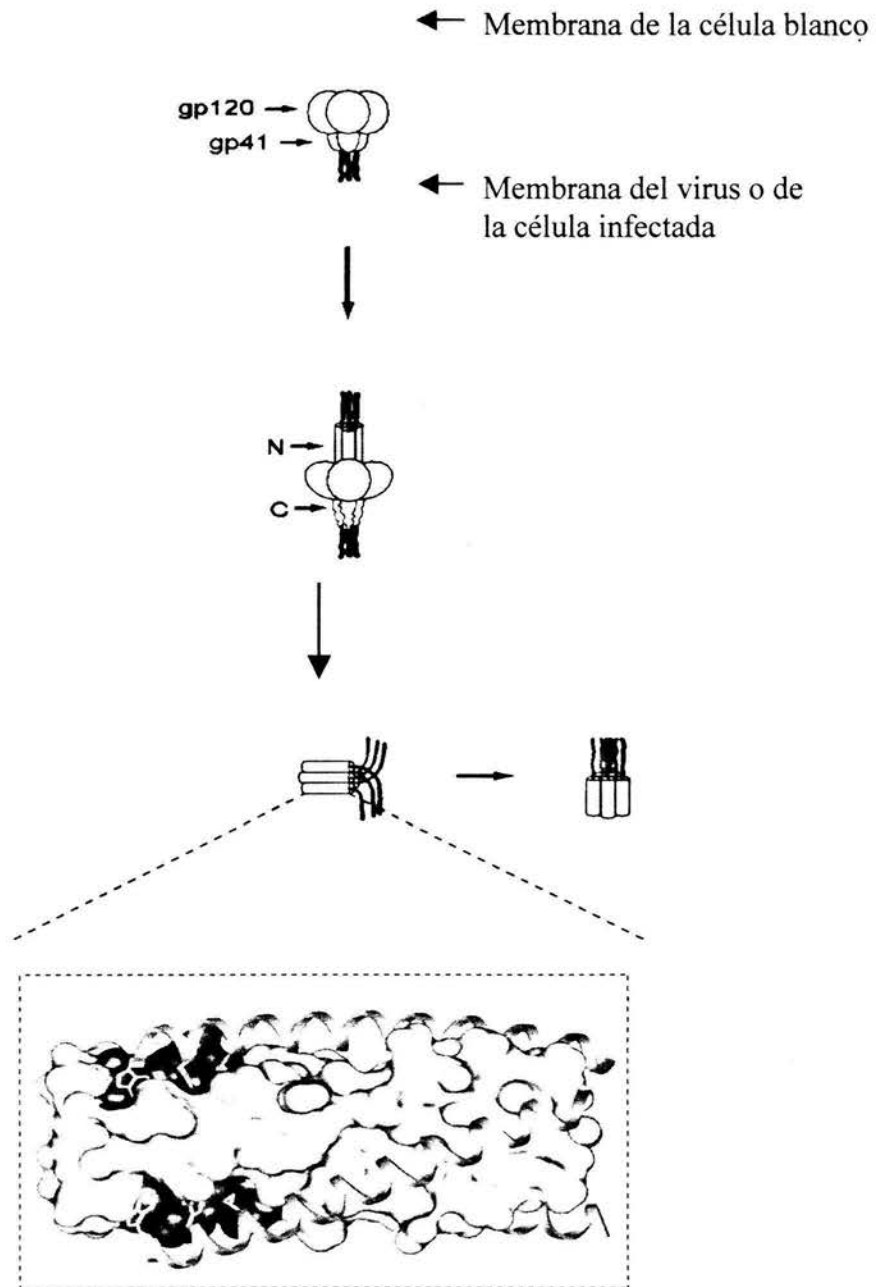 Membrana de la célula blanco
gp120
gp41
Membrana del virus o de
la célula infectada
N
C